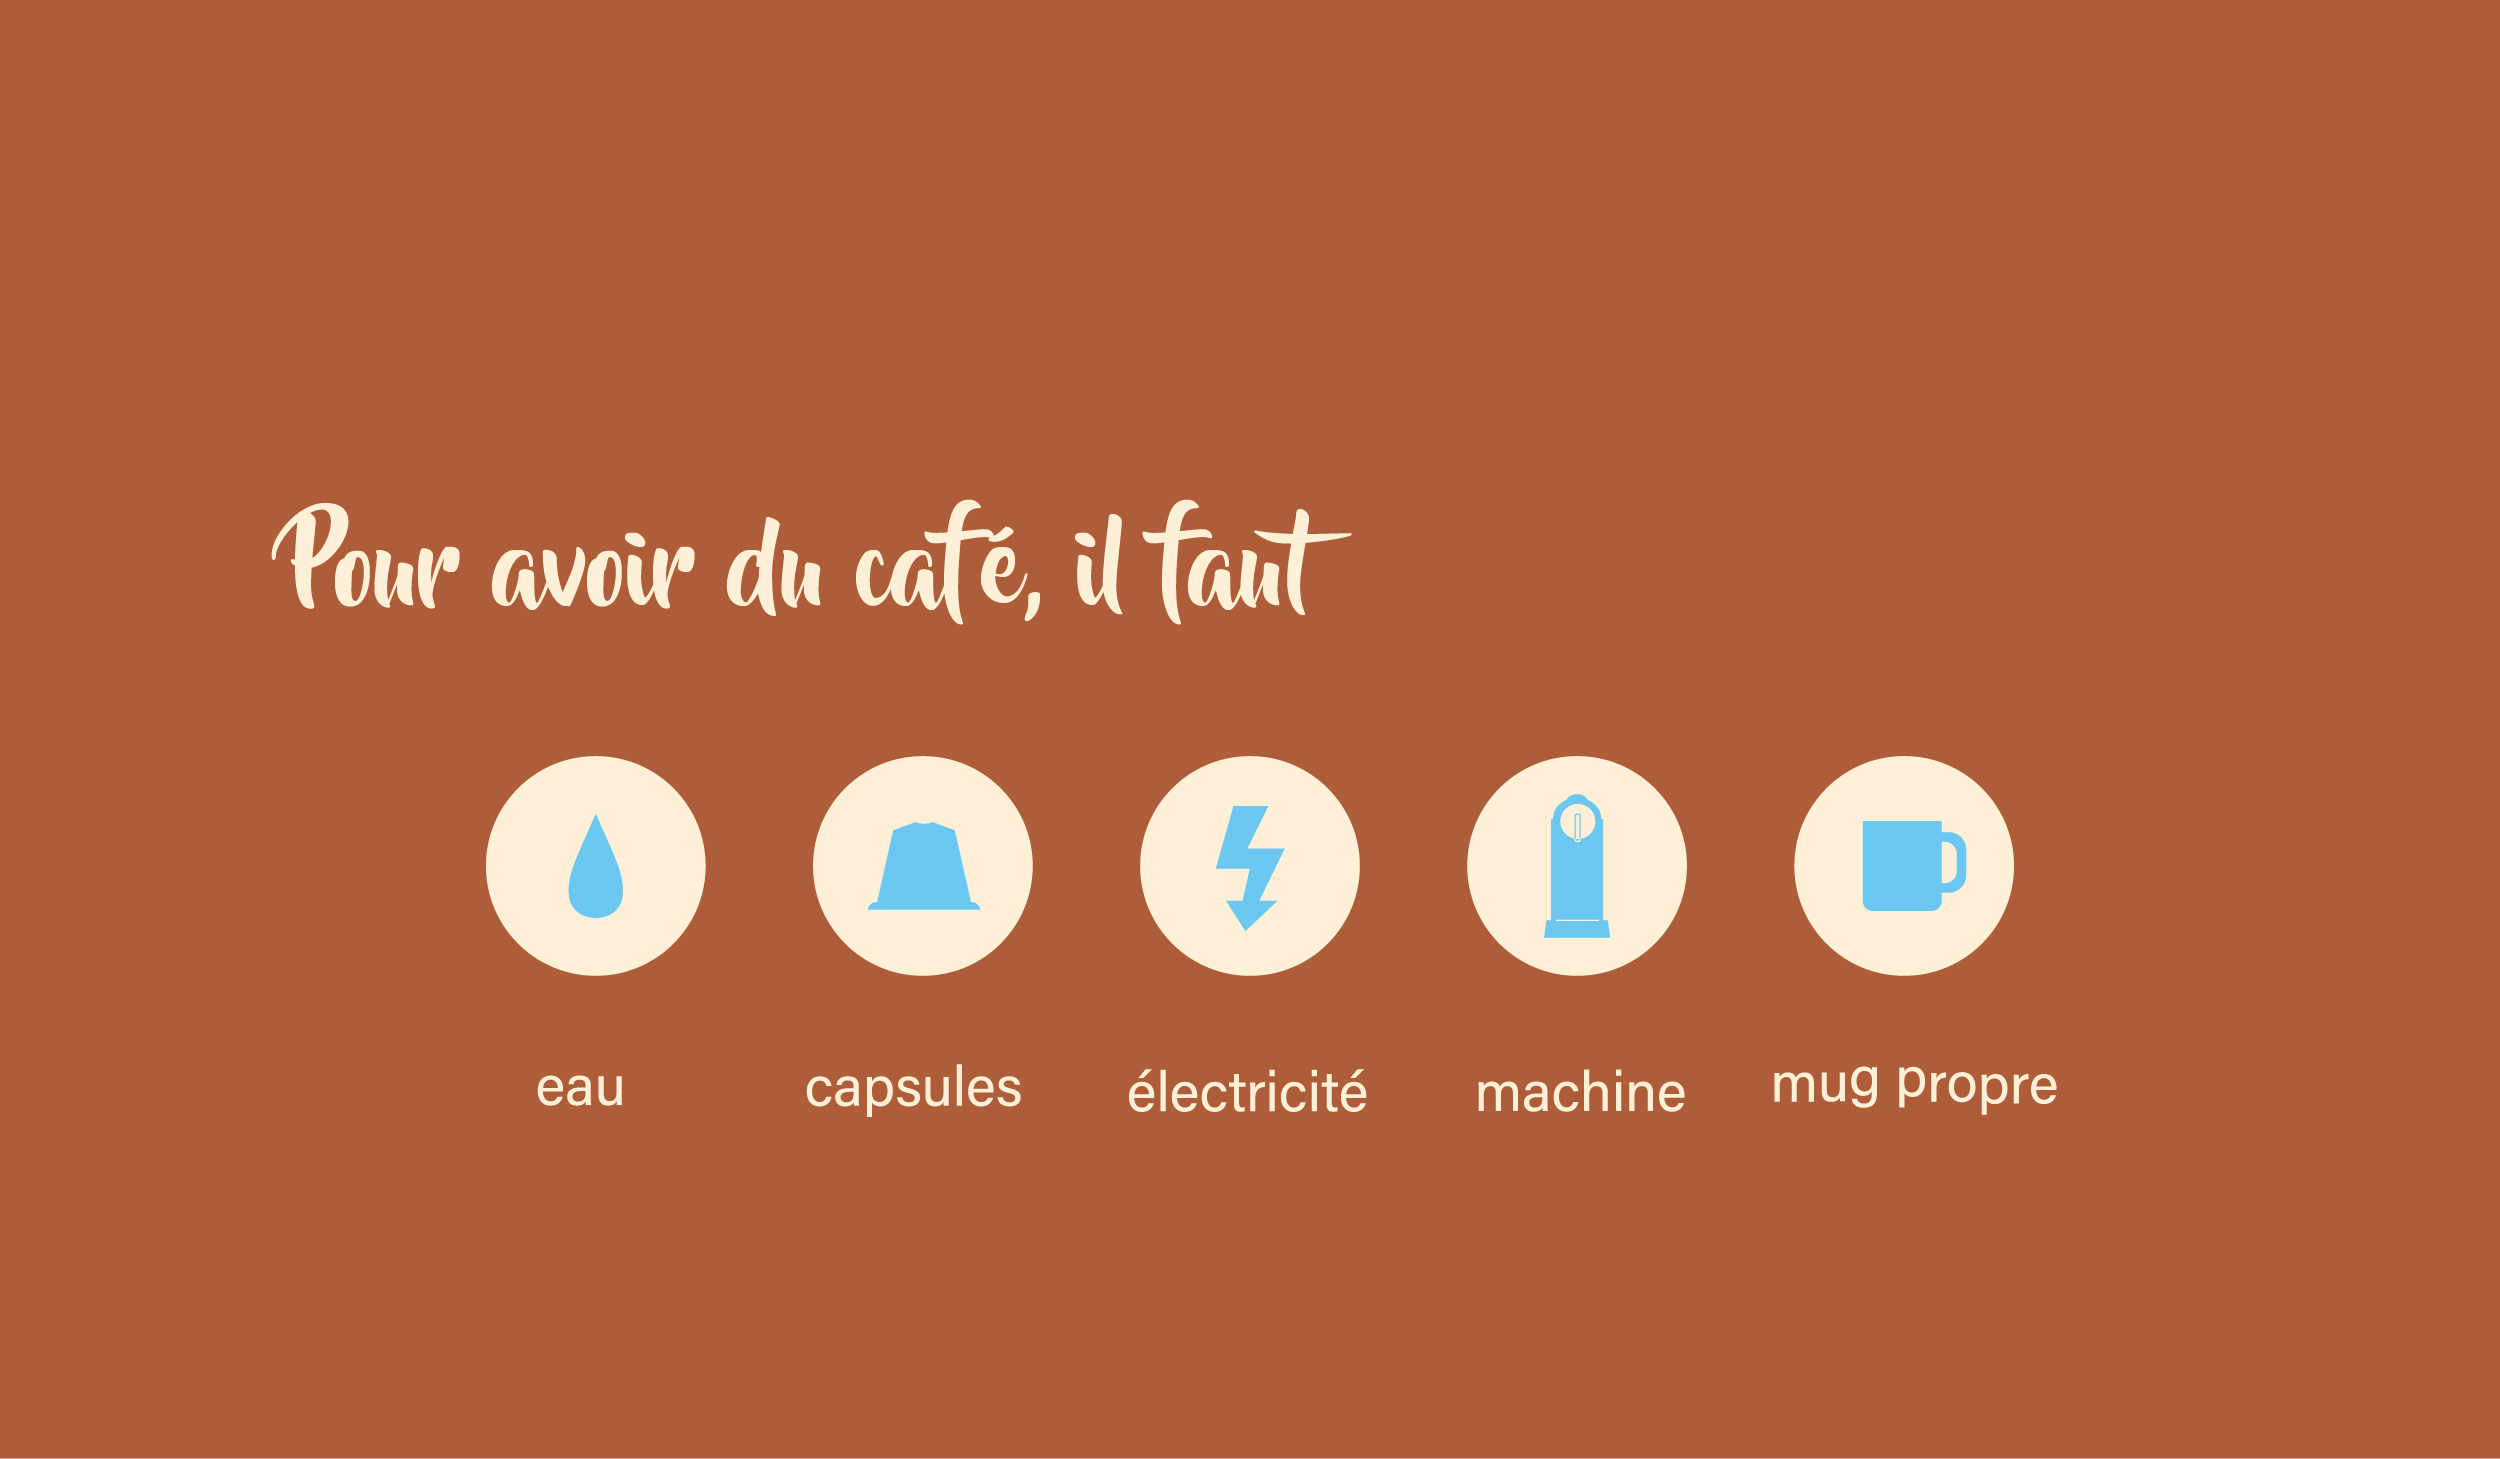 Pour avoir du café, il faut
eau capsules électricité machine mug propre